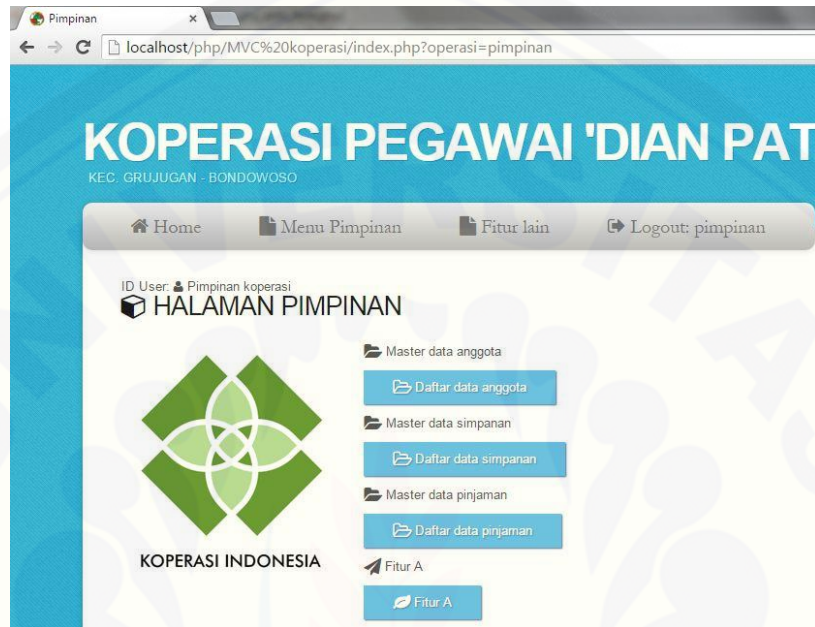 Pimpinan
localhost/php/MVC%20koperasi/index.php?operasi=pimpinan
KOPERASI PEGAWAI 'DIAN PAT
KEC. GRUJUGAN - BONDOWOSO
Home Menu Pimpinan Fitur lain Logout: pimpinan
ID User: Pimpinan koperasi
HALAMAN PIMPINAN
Master data anggota
Daftar data anggota
Master data simpanan
Daftar data simpanan
Master data pinjaman
Daftar data pinjaman
Fitur A
Fitur A
KOPERASI INDONESIA